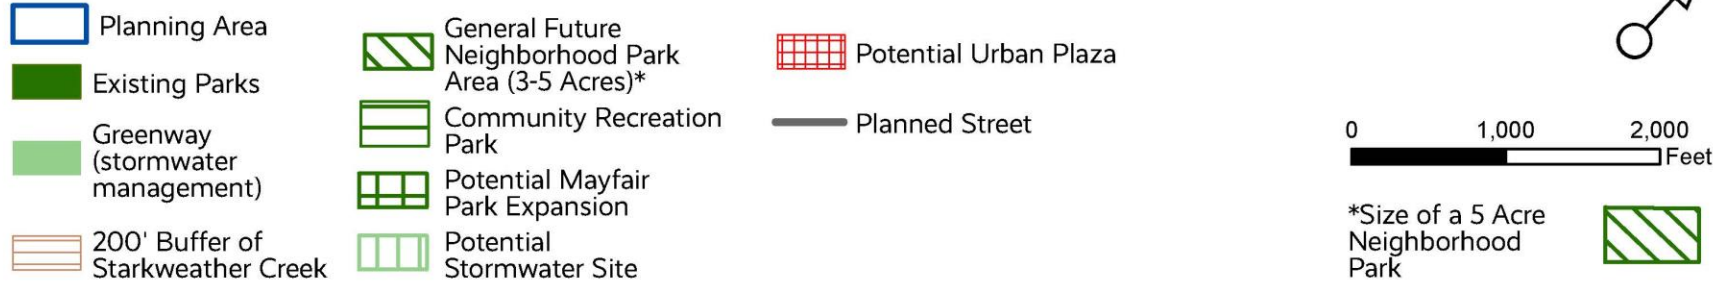 Planning Area
Existing Parks
Greenway
(stormwater
management)
200' Buffer of
Starkweather Creek
General Future
Neighborhood Park
Area (3-5 Acres)*
Community Recreation
Park
Potential Mayfair
Park Expansion
Potential
Stormwater Site
Potential Urban Plaza
Planned Street
0 1,000 2,000
Feet
*Size of a 5 Acre
Neighborhood
Park